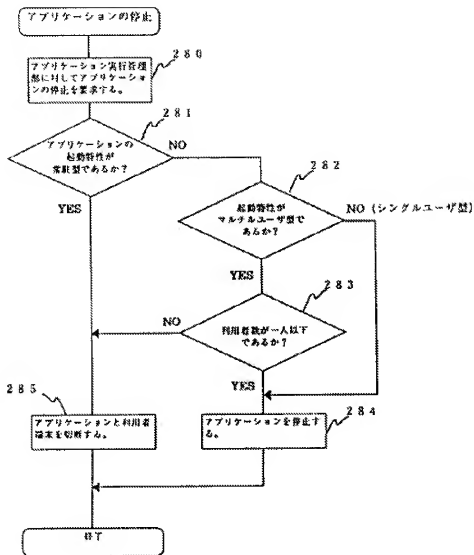 アプリケーションの停止
280
アプリケーション実行管理
部に対してアプリケーショ
ンの停止を要求する。
281
アプリケーションの
起動特性が
常駐型であるか？
NO
YES
282
起動特性が
マルチルユーザ型で
あるか？
NO (シングルユーザ型)
YES
283
利用者数が一人以下
であるか？
NO
YES
285
アプリケーションと利用者
端末を切断する。
284
アプリケーションを停止す
る。
終了